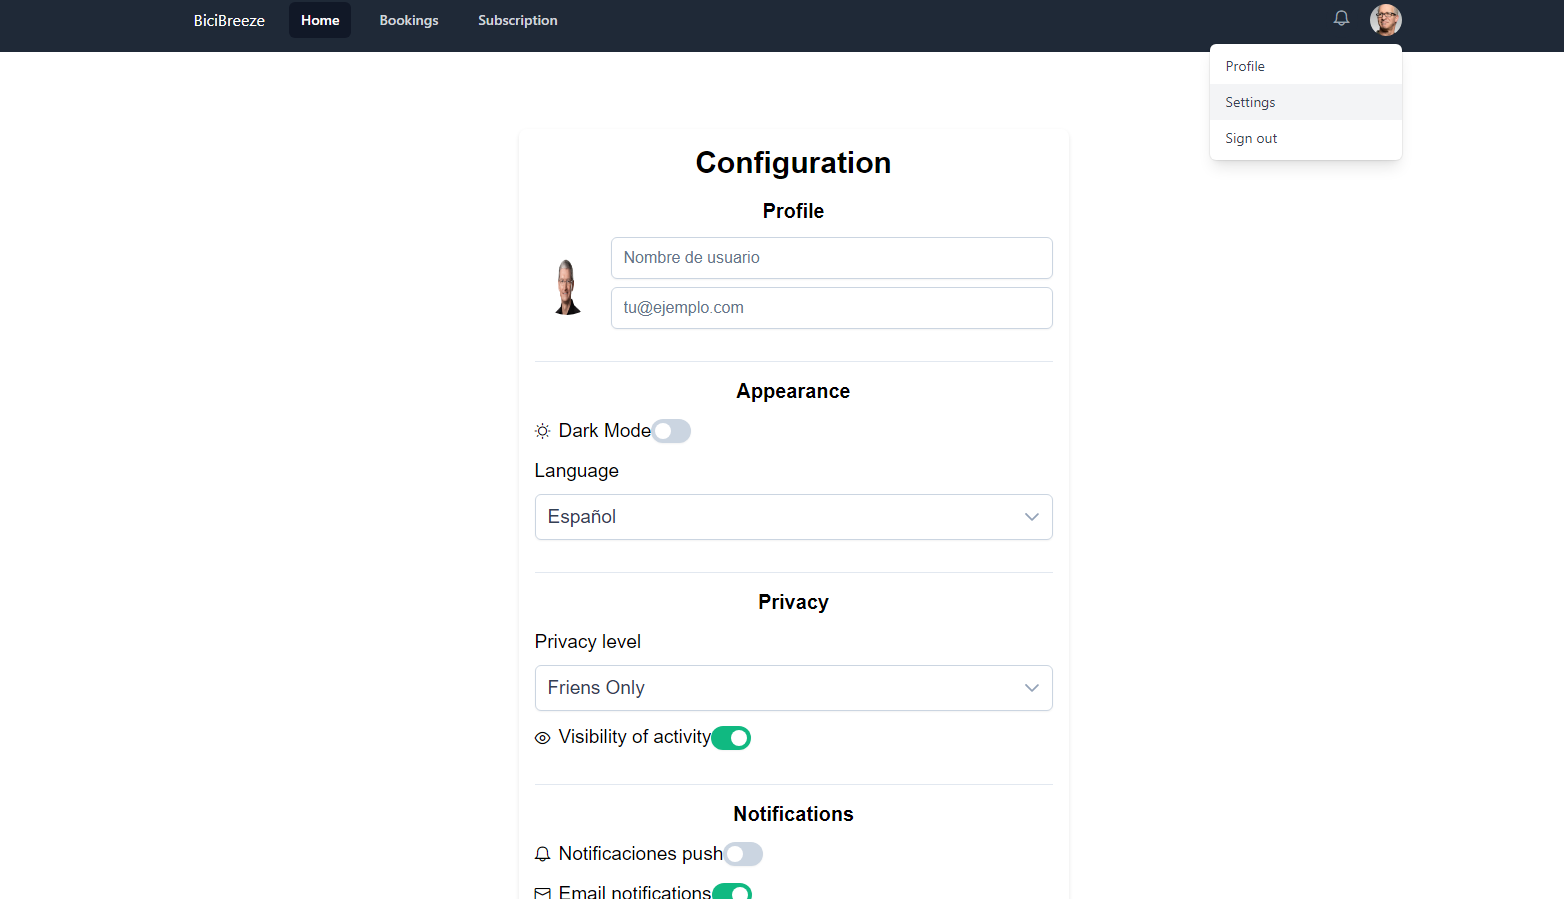 BiciBreeze Home Bookings Subscription
Profile
Settings
Sign out
Configuration
Profile
Nombre de usuario
tu@ejemplo.com
Appearance
Dark Mode
Language
Español
Privacy
Privacy level
Friens Only
Visibility of activity
Notifications
Notificaciones push
Email notifications